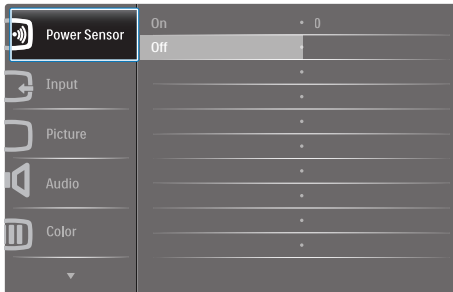 Power Sensor
Input
Picture
Audio
Color
On • 0
Off •